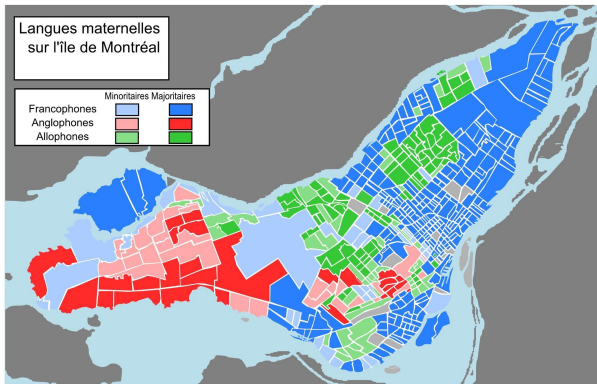 Langues maternelles
sur l'île de Montréal
Minoritaires Majoritaires
Francophones
Anglophones
Allophones